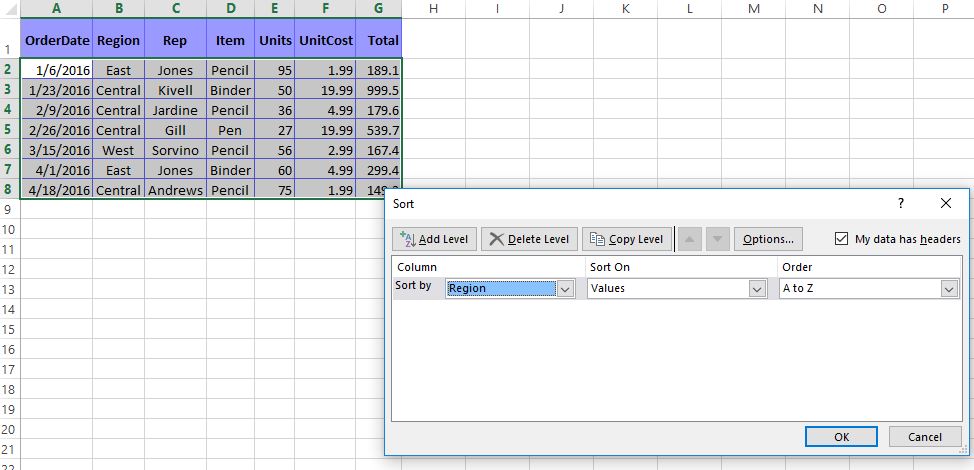 A B C D E F G H I J K L M N O P
1 OrderDate Region Rep Item Units UnitCost Total
2 1/6/2016 East Jones Pencil 95 1.99 189.1
3 1/23/2016 Central Kivell Binder 50 19.99 999.5
4 2/9/2016 Central Jardine Pencil 36 4.99 179.6
5 2/26/2016 Central Gill Pen 27 19.99 539.7
6 3/15/2016 West Sorvino Pencil 56 2.99 167.4
7 4/1/2016 East Jones Binder 60 4.99 299.4
8 4/18/2016 Central Andrews Pencil 75 1.99
9
10
11
12
13
14
15
16
17
18
19
20
21
22
Sort ? ×
Add Level Delete Level Copy Level Options... My data has headers
Column Sort On Order
Sort by Region Values A to Z
OK Cancel